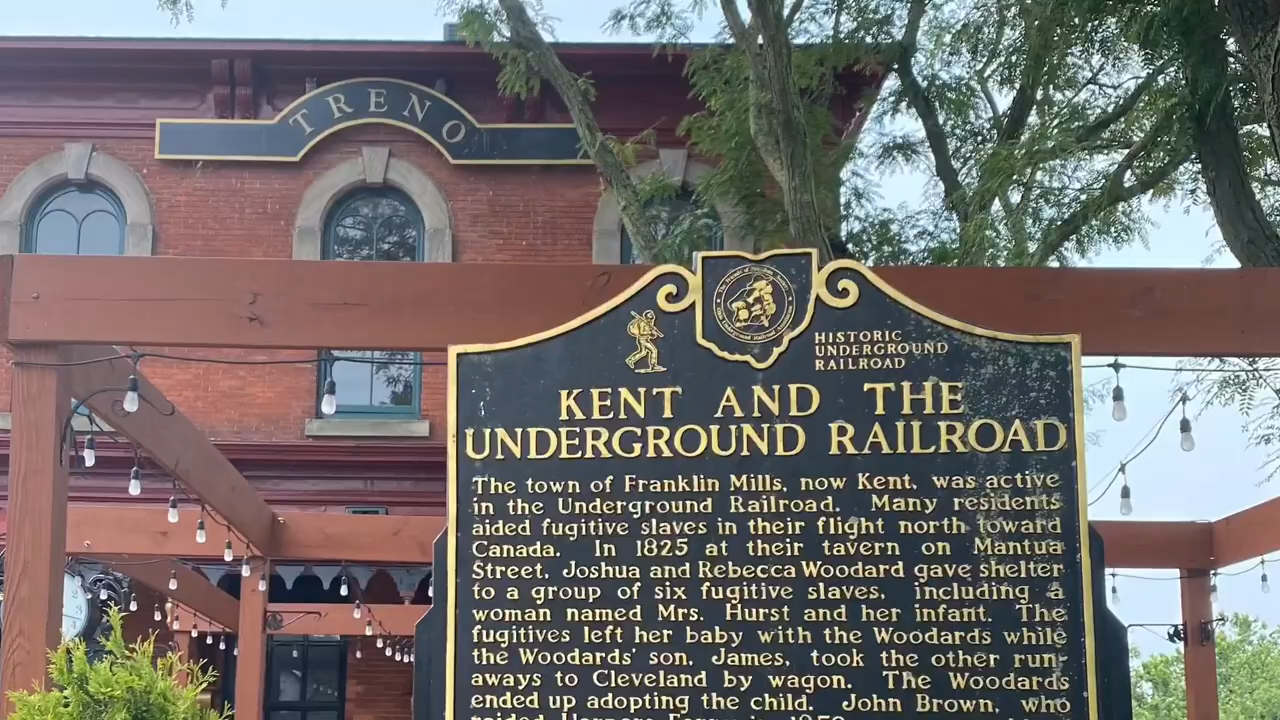 TRENO
HISTORIC
UNDERGROUND
RAILROAD
KENT AND THE
UNDERGROUND RAILROAD
The town of Franklin Mills, now Kent, was active
in the Underground Railroad. Many residents
aided fugitive slaves in their flight north toward
Canada. In 1825 at their tavern on Mantua
Street, Joshua and Rebecca Woodard gave shelter
to a group of six fugitive slaves, including a
woman named Mrs. Hurst and her infant. The
fugitives left her baby with the Woodards while
the Woodards' son, James, took the other run-
aways to Cleveland by wagon. The Woodards
ended up adopting the child. John Brown, who